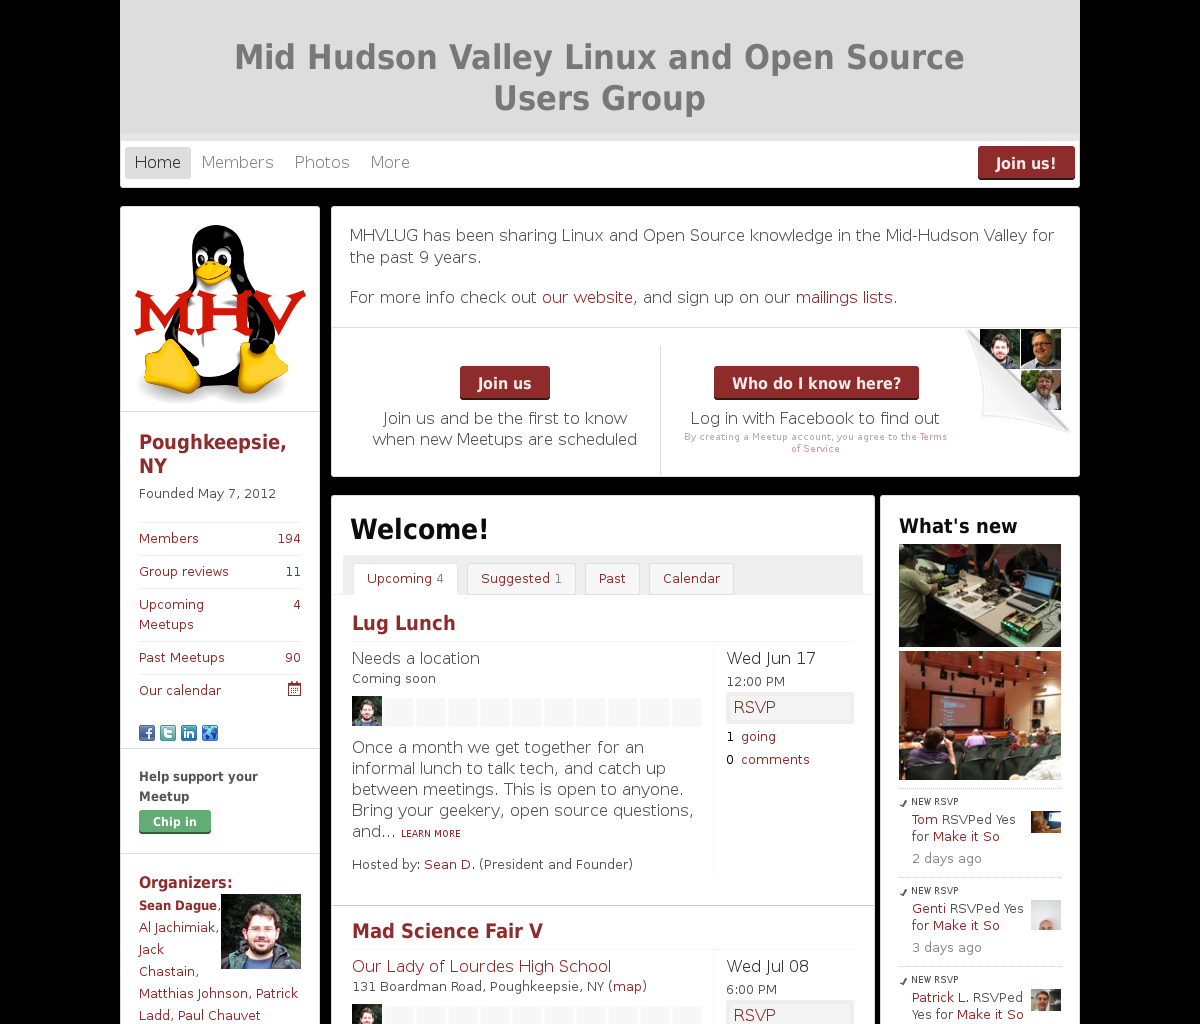 Mid Hudson Valley Linux and Open Source
Users Group
Home Members Photos More Join us!
MHV
Poughkeepsie,
NY
Founded May 7, 2012
Members 194
Group reviews 11
Upcoming 4
Meetups
Past Meetups 90
Our calendar
Help support your
Meetup
Chip in
Organizers:
Sean Dague,
Al Jachimiak,
Jack
Chastain,
Matthias Johnson, Patrick
Ladd, Paul Chauvet
MHVLUG has been sharing Linux and Open Source knowledge in the Mid-Hudson Valley for
the past 9 years.
For more info check out our website, and sign up on our mailings lists.
Join us
Join us and be the first to know
when new Meetups are scheduled
Who do I know here?
Log in with Facebook to find out
By creating a Meetup account, you agree to the Terms
of Service
Welcome!
Upcoming 4 Suggested 1 Past Calendar
Lug Lunch
Needs a location
Coming soon
Once a month we get together for an
informal lunch to talk tech, and catch up
between meetings. This is open to anyone.
Bring your geekery, open source questions,
and... LEARN MORE
Hosted by: Sean D. (President and Founder)
Wed Jun 17
12:00 PM
RSVP
1 going
0 comments
Mad Science Fair V
Our Lady of Lourdes High School
131 Boardman Road, Poughkeepsie, NY (map)
Wed Jul 08
6:00 PM
RSVP
What's new
NEW RSVP
Tom RSVPed Yes
for Make it So
2 days ago
NEW RSVP
Genti RSVPed Yes
for Make it So
3 days ago
NEW RSVP
Patrick L. RSVPed
Yes for Make it So